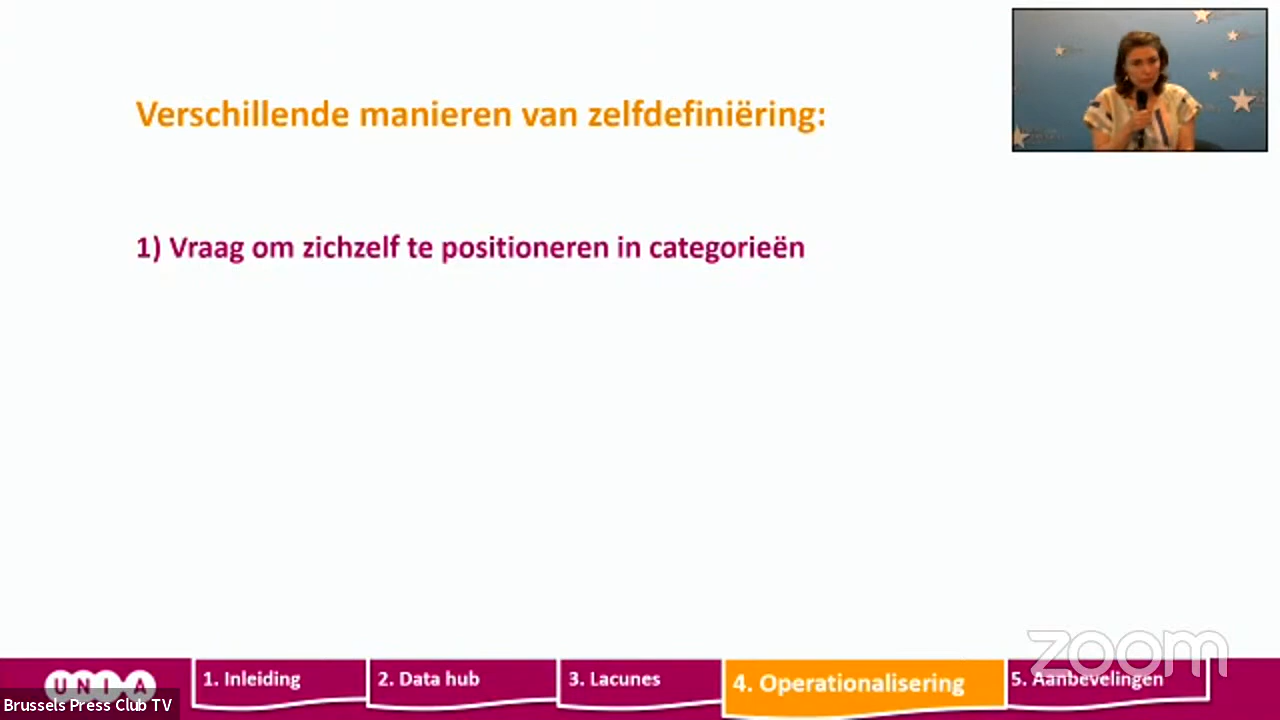 Verschillende manieren van zelfdefiniëring:
1) Vraag om zichzelf te positioneren in categorieën
zoom
UNIA
1. Inleiding
2. Data hub
3. Lacunes
4. Operationalisering
5. Aanbevelingen
Brussels Press Club TV